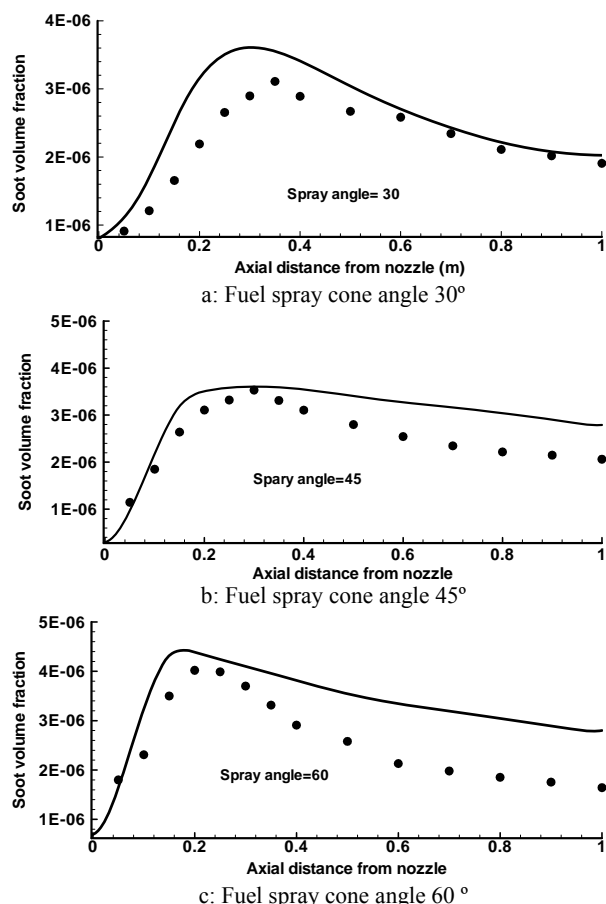 4E-06
3E-06
2E-06
1E-06
Soot volume fraction
Spray angle= 30
0 0.2 0.4 0.6 0.8 1
Axial distance from nozzle (m)
a: Fuel spray cone angle 30º
5E-06
4E-06
3E-06
2E-06
1E-06
Soot volume fraction
Spary angle=45
0 0.2 0.4 0.6 0.8 1
Axial distance from nozzle
b: Fuel spray cone angle 45º
5E-06
4E-06
3E-06
2E-06
1E-06
Soot volume fraction
Spray angle=60
0 0.2 0.4 0.6 0.8 1
Axial distance from nozzle
c: Fuel spray cone angle 60 º